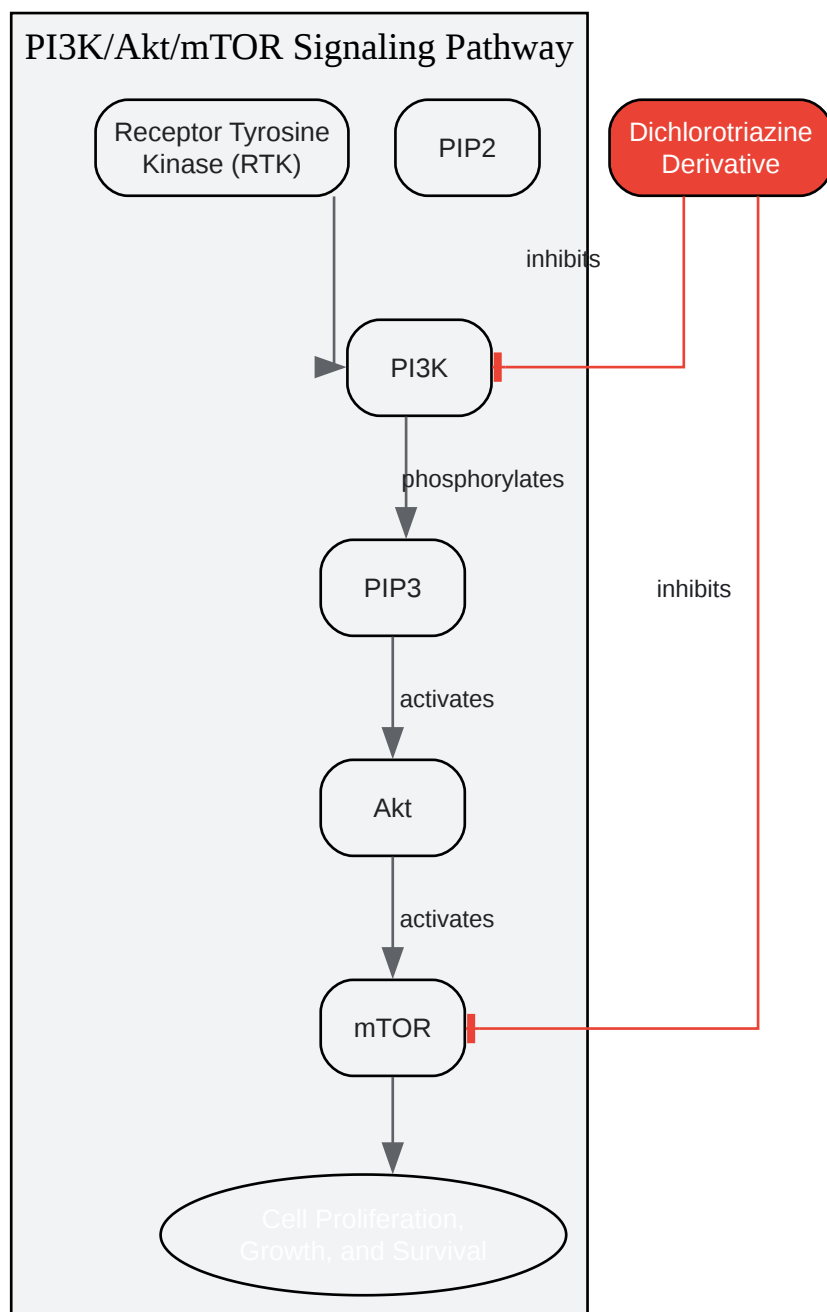 PI3K/Akt/mTOR Signaling Pathway
Receptor Tyrosine
Kinase (RTK)
PIP2
Dichlorotriazine
Derivative
inhibits
PI3K
phosphorylates
PIP3
inhibits
activates
Akt
activates
mTOR
Cell Proliferation,
Growth, and Survival